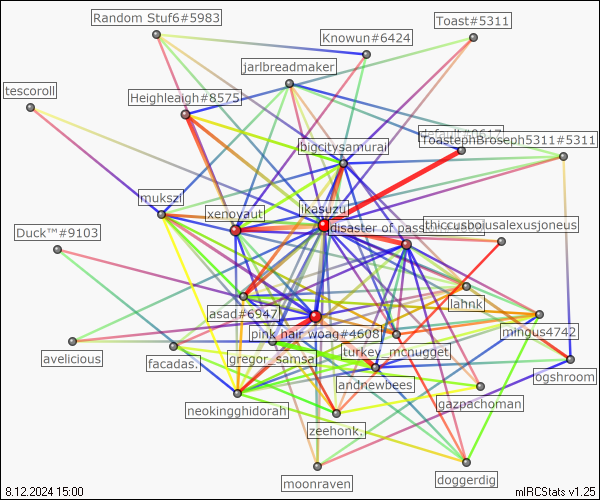 Random Stuf6#5983
Toast#5311
Knowun#6424
jarlbreadmaker
tescoroll
Heighleaigh#8575
default#0617
ToastephBroseph5311#5311
bigcitysamurai
mukszi
xenoyaut
ikasuzu
disaster of passion
Duck™#9103
asad#6947
lahnk
pink hair woag#4608
mingus4742
avelicious
facadas.
gregor_samsa
turkey_mcnugget
andnewbees
ogshroom
neokingghidorah
gazpachoman
zeehonk.
moonraven
doggerdig
8.12.2024 15:00
mIRCStats v1.25